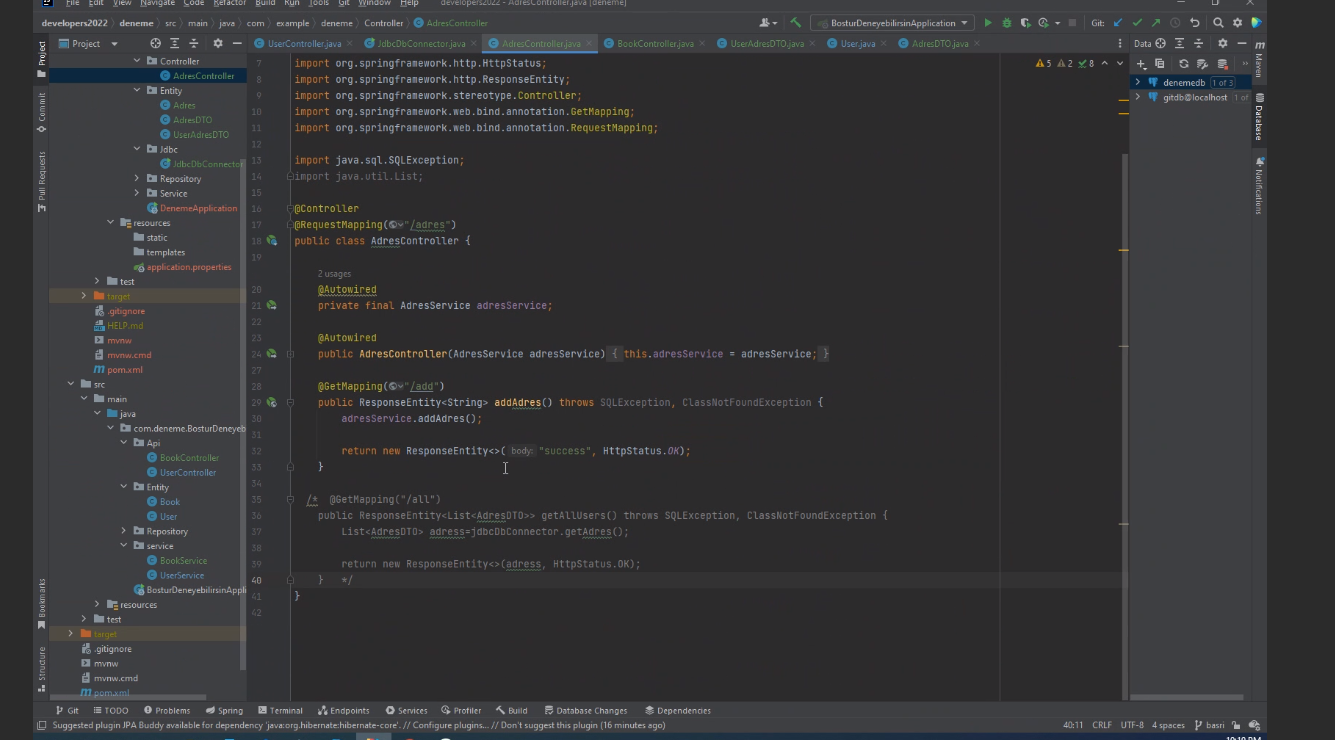 File Edit View Navigate Code Refactor Build Run Tools Git Window Help developers2022 - AdresController.java [deneme]
developers2022 deneme src main java com example deneme Controller AdresController
BosturDeneyebilirsinApplication Git:
Project
UserController.java JdbcDbConnector.java AdresController.java BookController.java UserAdresDTO.java User.java AdresDTO.java
Data
Project
Commit
Pull Requests
Bookmarks
Structure
Controller
AdresController
Entity
Adres
AdresDTO
UserAdresDTO
Jdbc
JdbcDbConnector
Repository
Service
DenemeApplication
resources
static
templates
application.properties
test
target
.gitignore
HELP.md
mvnw
mvnw.cmd
pom.xml
src
main
java
com.deneme.BosturDeneyeb
Api
BookController
UserController
Entity
Book
User
Repository
service
BookService
UserService
BosturDeneyebilirsinAppli
resources
test
target
.gitignore
mvnw
mvnw.cmd
pom.xml
5 2 8
7 import org.springframework.http.HttpStatus;
8 import org.springframework.http.ResponseEntity;
9 import org.springframework.stereotype.Controller;
10 import org.springframework.web.bind.annotation.GetMapping;
11 import org.springframework.web.bind.annotation.RequestMapping;
12
13 import java.sql.SQLException;
14 import java.util.List;
15
16 @Controller
17 @RequestMapping("/adres")
18 public class AdresController {
19
2 usages
20 @Autowired
21 private final AdresService adresService;
22
23 @Autowired
24 public AdresController(AdresService adresService) { this.adresService = adresService; }
27
28 @GetMapping("/add")
29 public ResponseEntity<String> addAdres() throws SQLException, ClassNotFoundException {
30 adresService.addAdres();
31
32 return new ResponseEntity<>( body: "success", HttpStatus.OK);
33 }
34
35 /* @GetMapping("/all")
36 public ResponseEntity<List<AdresDTO>> getAllUsers() throws SQLException, ClassNotFoundException {
37 List<AdresDTO> adress=jdbcDbConnector.getAdres();
38
39 return new ResponseEntity<>(adress, HttpStatus.OK);
40 } */
41 }
42
denemedb 1 of 3
gitdb@localhost 1 of
Maven
Database
Notifications
Git TODO Problems Spring Terminal Endpoints Services Profiler Build Database Changes Dependencies
Suggested plugin JPA Buddy available for dependency 'java:org.hibernate:hibernate-core'. // Configure plugins... // Don't suggest this plugin (16 minutes ago)
40:11 CRLF UTF-8 4 spaces basri
10:19 PM